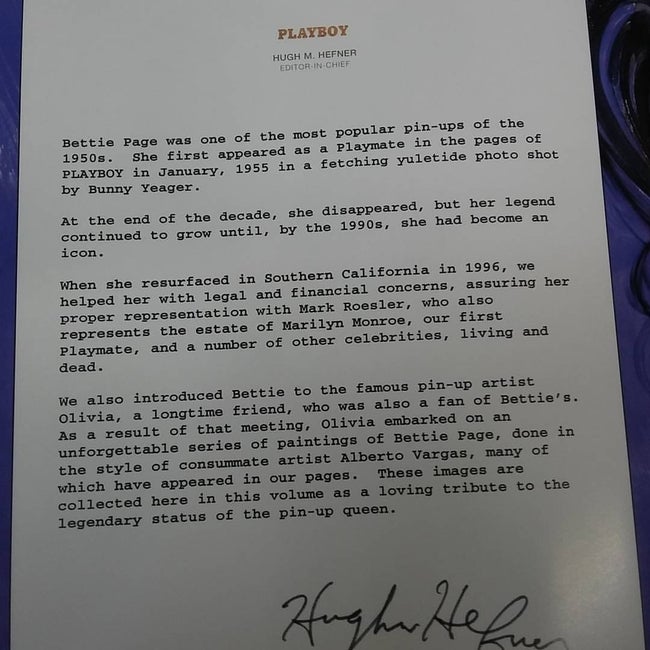 PLAYBOY
HUGH M. HEFNER
EDITOR-IN-CHIEF
Bettie Page was one of the most popular pin-ups of the
1950s. She first appeared as a Playmate in the pages of
PLAYBOY in January, 1955 in a fetching yuletide photo shot
by Bunny Yeager.
At the end of the decade, she disappeared, but her legend
continued to grow until, by the 1990s, she had become an
icon.
When she resurfaced in Southern California in 1996, we
helped her with legal and financial concerns, assuring her
proper representation with Mark Roesler, who also
represents the estate of Marilyn Monroe, our first
Playmate, and a number of other celebrities, living and
dead.
We also introduced Bettie to the famous pin-up artist
Olivia, a longtime friend, who was also a fan of Bettie's.
As a result of that meeting, Olivia embarked on an
unforgettable series of paintings of Bettie Page, done in
the style of consummate artist Alberto Vargas, many of
which have appeared in our pages. These images are
collected here in this volume as a loving tribute to the
legendary status of the pin-up queen.
Hugh M Hefner